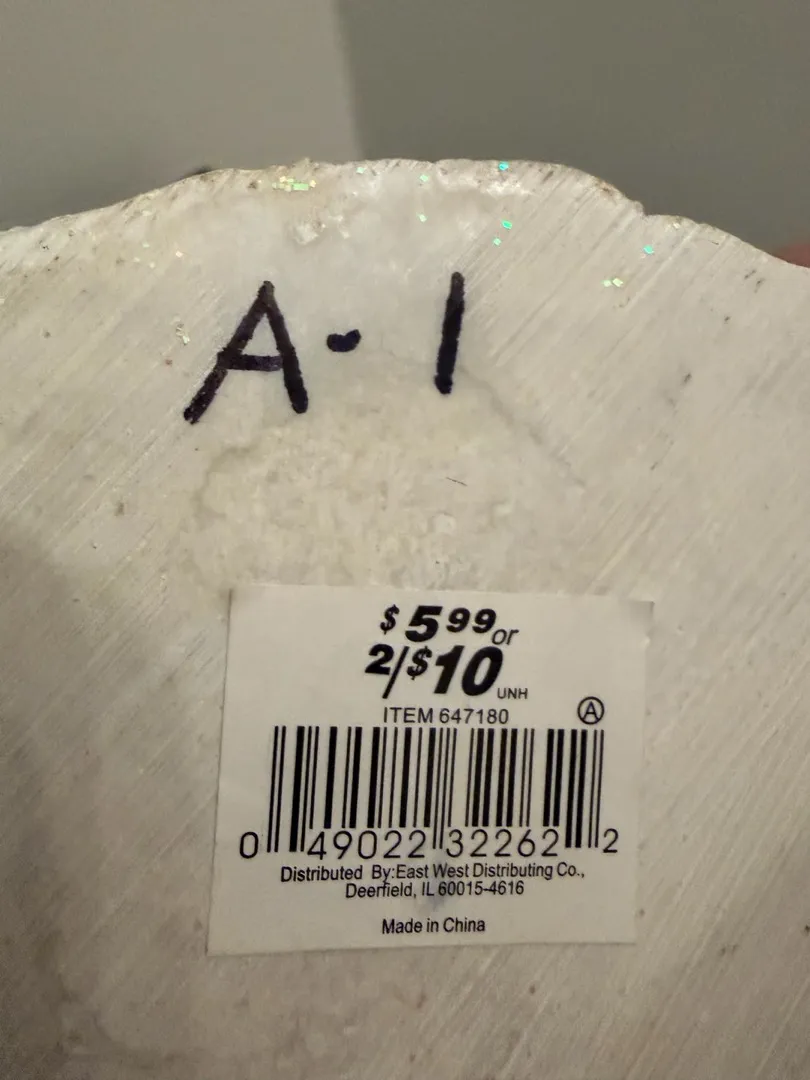 A-1
$5.99 or
2/$10 UNH
ITEM 647180 Ⓐ
0 49022 32262 2
Distributed By:East West Distributing Co.,
Deerfield, IL 60015-4616
Made in China